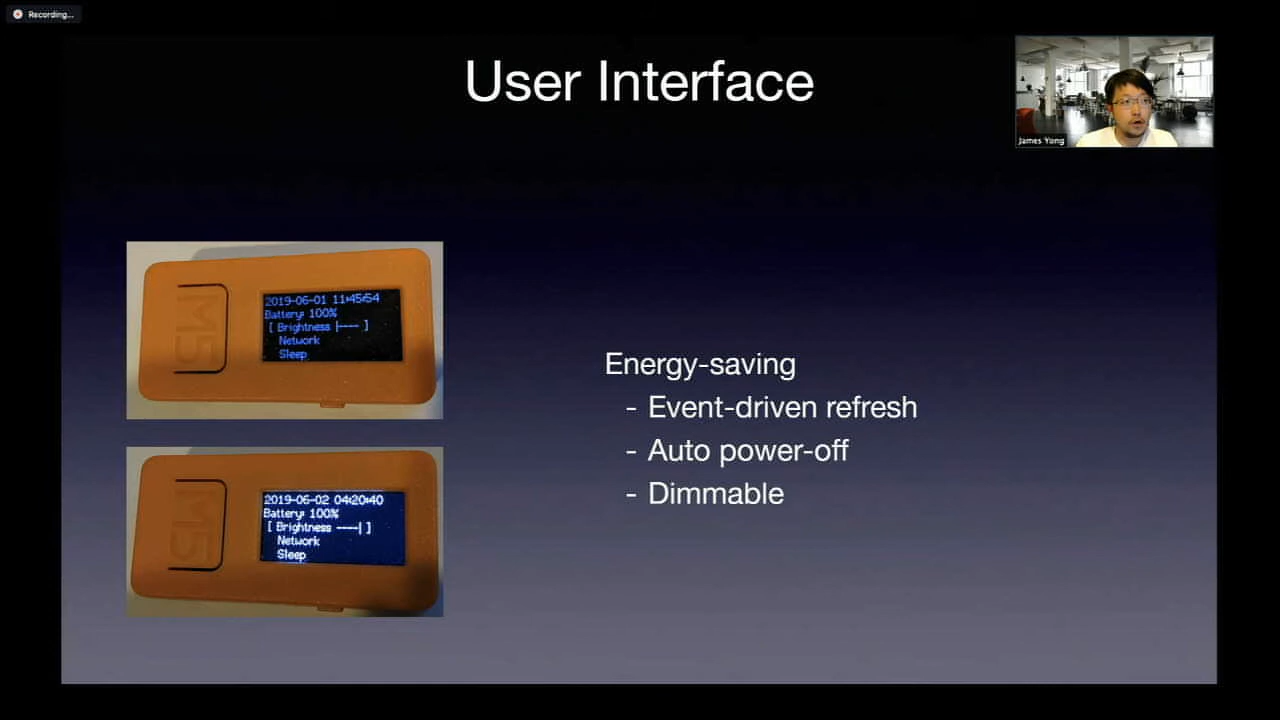 Recording...
User Interface
James Yang
M5
2019-06-01 11:45:54
Battery: 100%
[ Brightness |---- ]
Network
Sleep
M5
2019-06-02 04:20:40
Battery: 100%
[ Brightness ----| ]
Network
Sleep
Energy-saving
- Event-driven refresh
- Auto power-off
- Dimmable